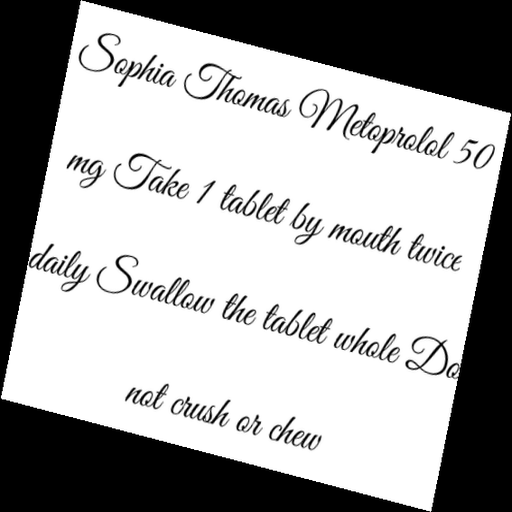 Sophia Thomas Metoprolol 50
mg Take 1 tablet by mouth twice
daily Swallow the tablet whole Do
not crush or chew